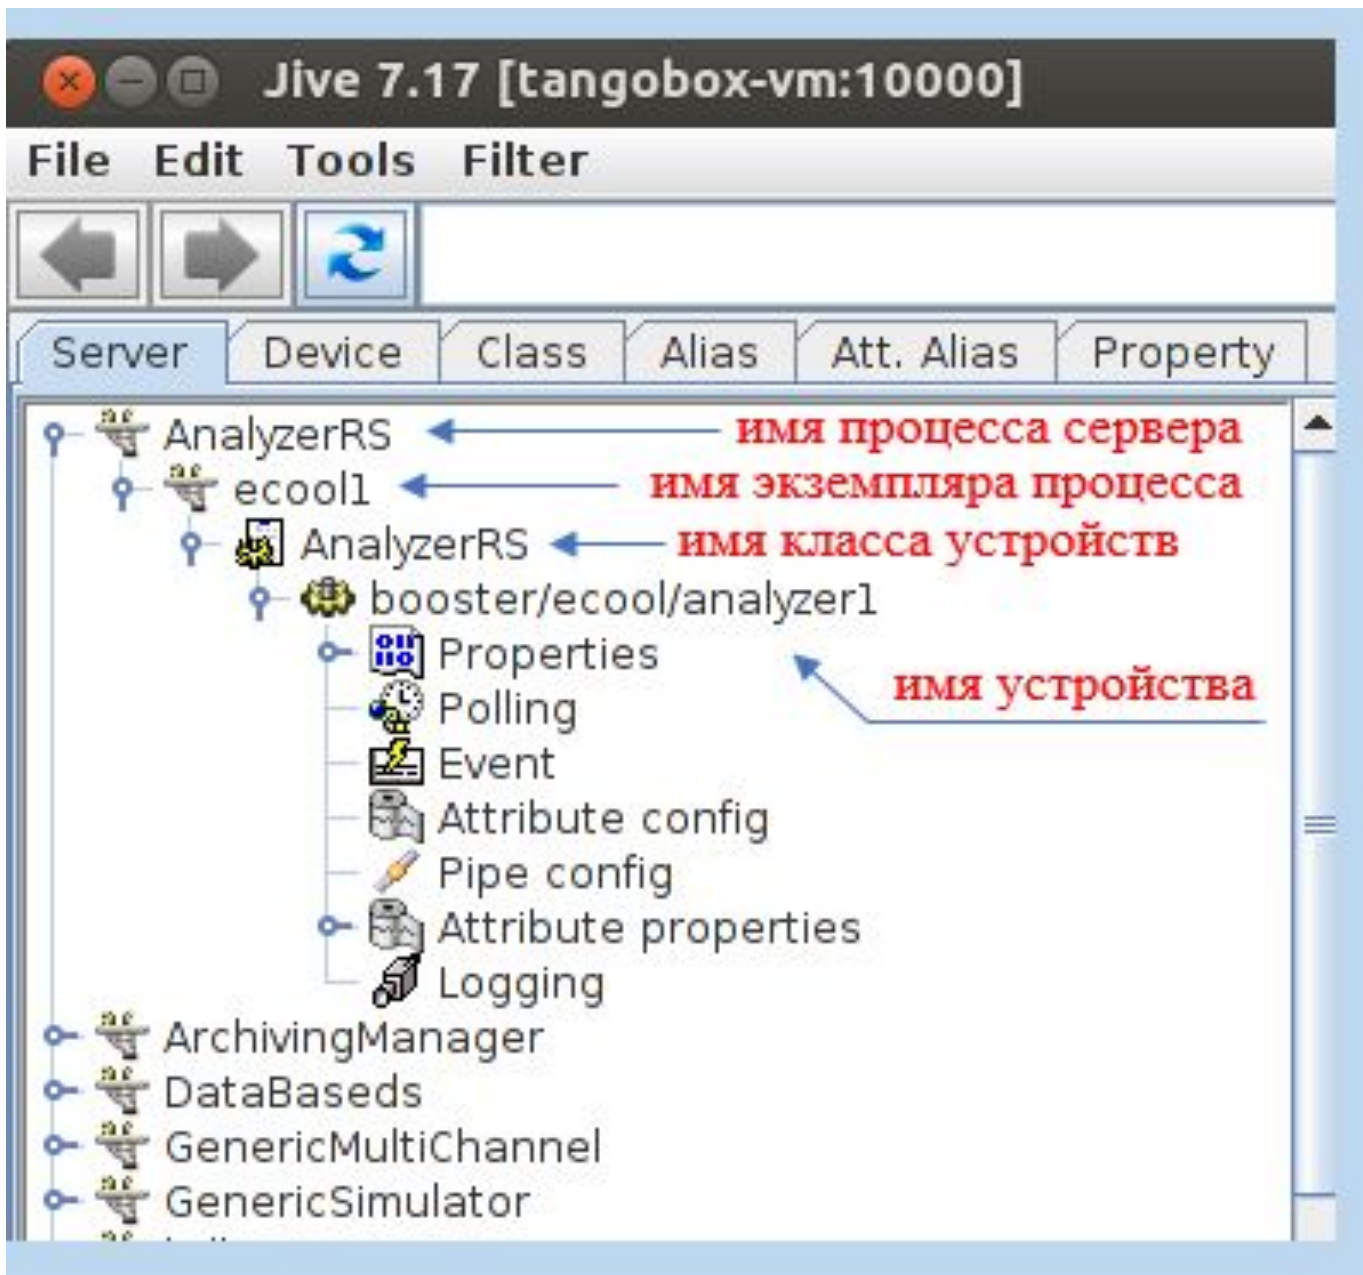 Jive 7.17 [tangobox-vm:10000]
File Edit Tools Filter
Server Device Class Alias Att. Alias Property
AnalyzerRS имя процесса сервера
ecool1 имя экземпляра процесса
AnalyzerRS имя класса устройств
booster/ecool/analyzer1
Properties
имя устройства
Polling
Event
Attribute config
Pipe config
Attribute properties
Logging
ArchivingManager
DataBaseds
GenericMultiChannel
GenericSimulator